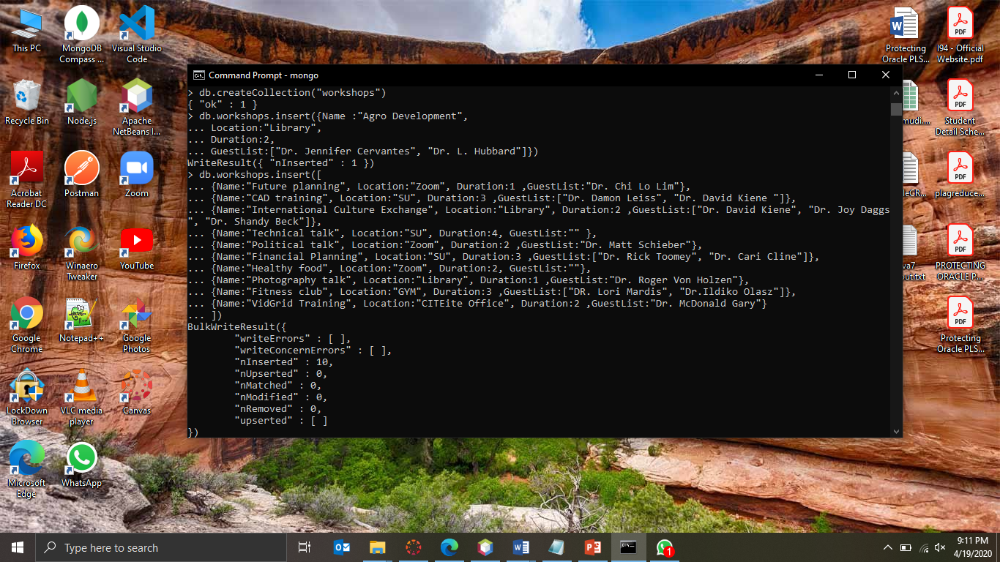 This PC
MongoDB
Compass ...
Visual Studio
Code
Recycle Bin
Node.js
Apache
NetBeans I...
Acrobat
Reader DC
Postman
Zoom
Firefox
Winaero
Tweaker
YouTube
Google
Chrome
Notepad++
Google
Photos
LockDown
Browser
VLC media
player
Canvas
Microsoft
Edge
WhatsApp
Command Prompt - mongo
> db.createCollection("workshops")
{ "ok" : 1 }
> db.workshops.insert({Name :"Agro Development",
... Location:"Library",
... Duration:2,
... GuestList:["Dr. Jennifer Cervantes", "Dr. L. Hubbard"]})
WriteResult({ "nInserted" : 1 })
> db.workshops.insert([
... {Name:"Future planning", Location:"Zoom", Duration:1 ,GuestList:"Dr. Chi Lo Lim"},
... {Name:"CAD training", Location:"SU", Duration:3 ,GuestList:["Dr. Damon Leiss", "Dr. David Kiene "]},
... {Name:"International Culture Exchange", Location:"Library", Duration:2 ,GuestList:["Dr. David Kiene", "Dr. Joy Daggs
", "Dr. Shandy Beck"]},
... {Name:"Technical talk", Location:"SU", Duration:4, GuestList:"" },
... {Name:"Political talk", Location:"Zoom", Duration:2 ,GuestList:"Dr. Matt Schieber"},
... {Name:"Financial Planning", Location:"SU", Duration:3 ,GuestList:["Dr. Rick Toomey", "Dr. Cari Cline"]},
... {Name:"Healthy food", Location:"Zoom", Duration:2, GuestList:""},
... {Name:"Photography talk", Location:"Library", Duration:1 ,GuestList:"Dr. Roger Von Holzen"},
... {Name:"Fitness club", Location:"GYM", Duration:3 ,GuestList:["DR. Lori Mardis", "Dr.Ildiko Olasz"]},
... {Name:"VidGrid Training", Location:"CITEite Office", Duration:2 ,GuestList:"Dr. McDonald Gary"}
... ])
BulkWriteResult({
"writeErrors" : [ ],
"writeConcernErrors" : [ ],
"nInserted" : 10,
"nUpserted" : 0,
"nMatched" : 0,
"nModified" : 0,
"nRemoved" : 0,
"upserted" : [ ]
})
W
Protecting
Oracle PLS...
PDF
I94 - Official
Website.pdf
mudi....
PDF
Student
Detail Sche...
leCR...
PDF
plagreduce...
va7
out.txt
PDF
PROTECTING
ORACLE P...
PDF
Protecting
Oracle PLS...
Type here to search
1
9:11 PM
4/19/2020